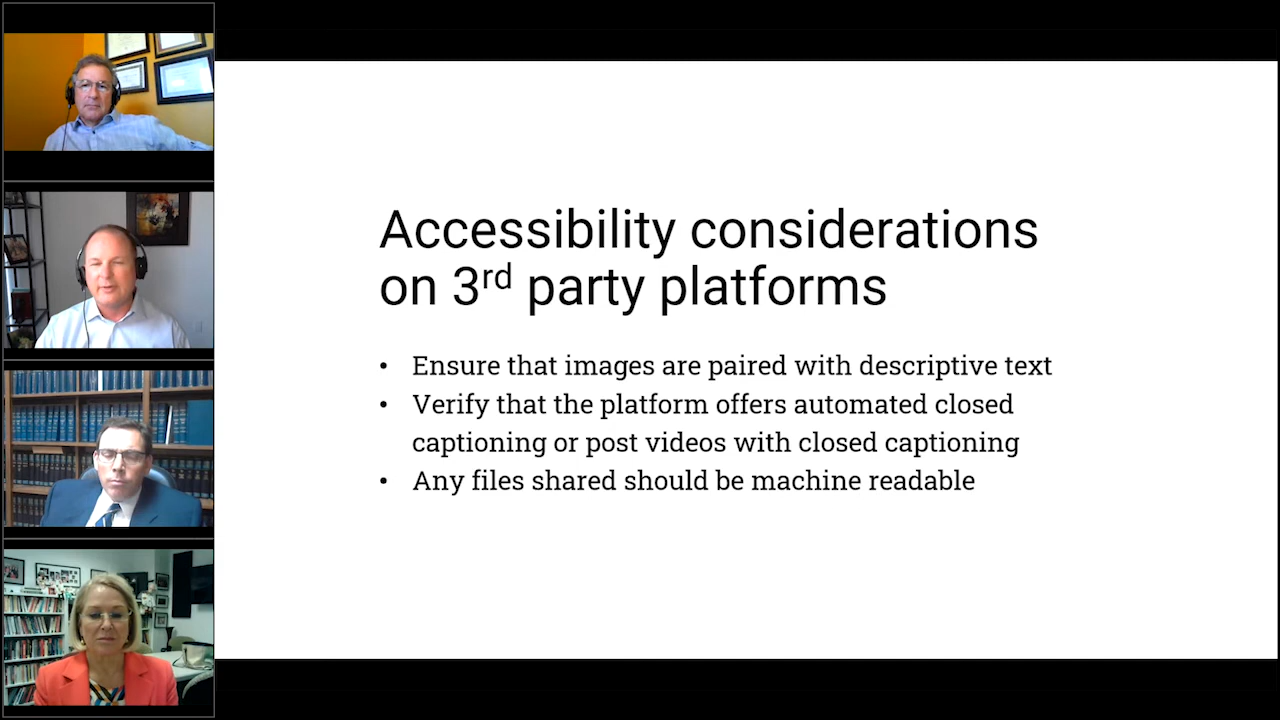 Accessibility considerations
on 3rd party platforms
• Ensure that images are paired with descriptive text
• Verify that the platform offers automated closed
captioning or post videos with closed captioning
• Any files shared should be machine readable